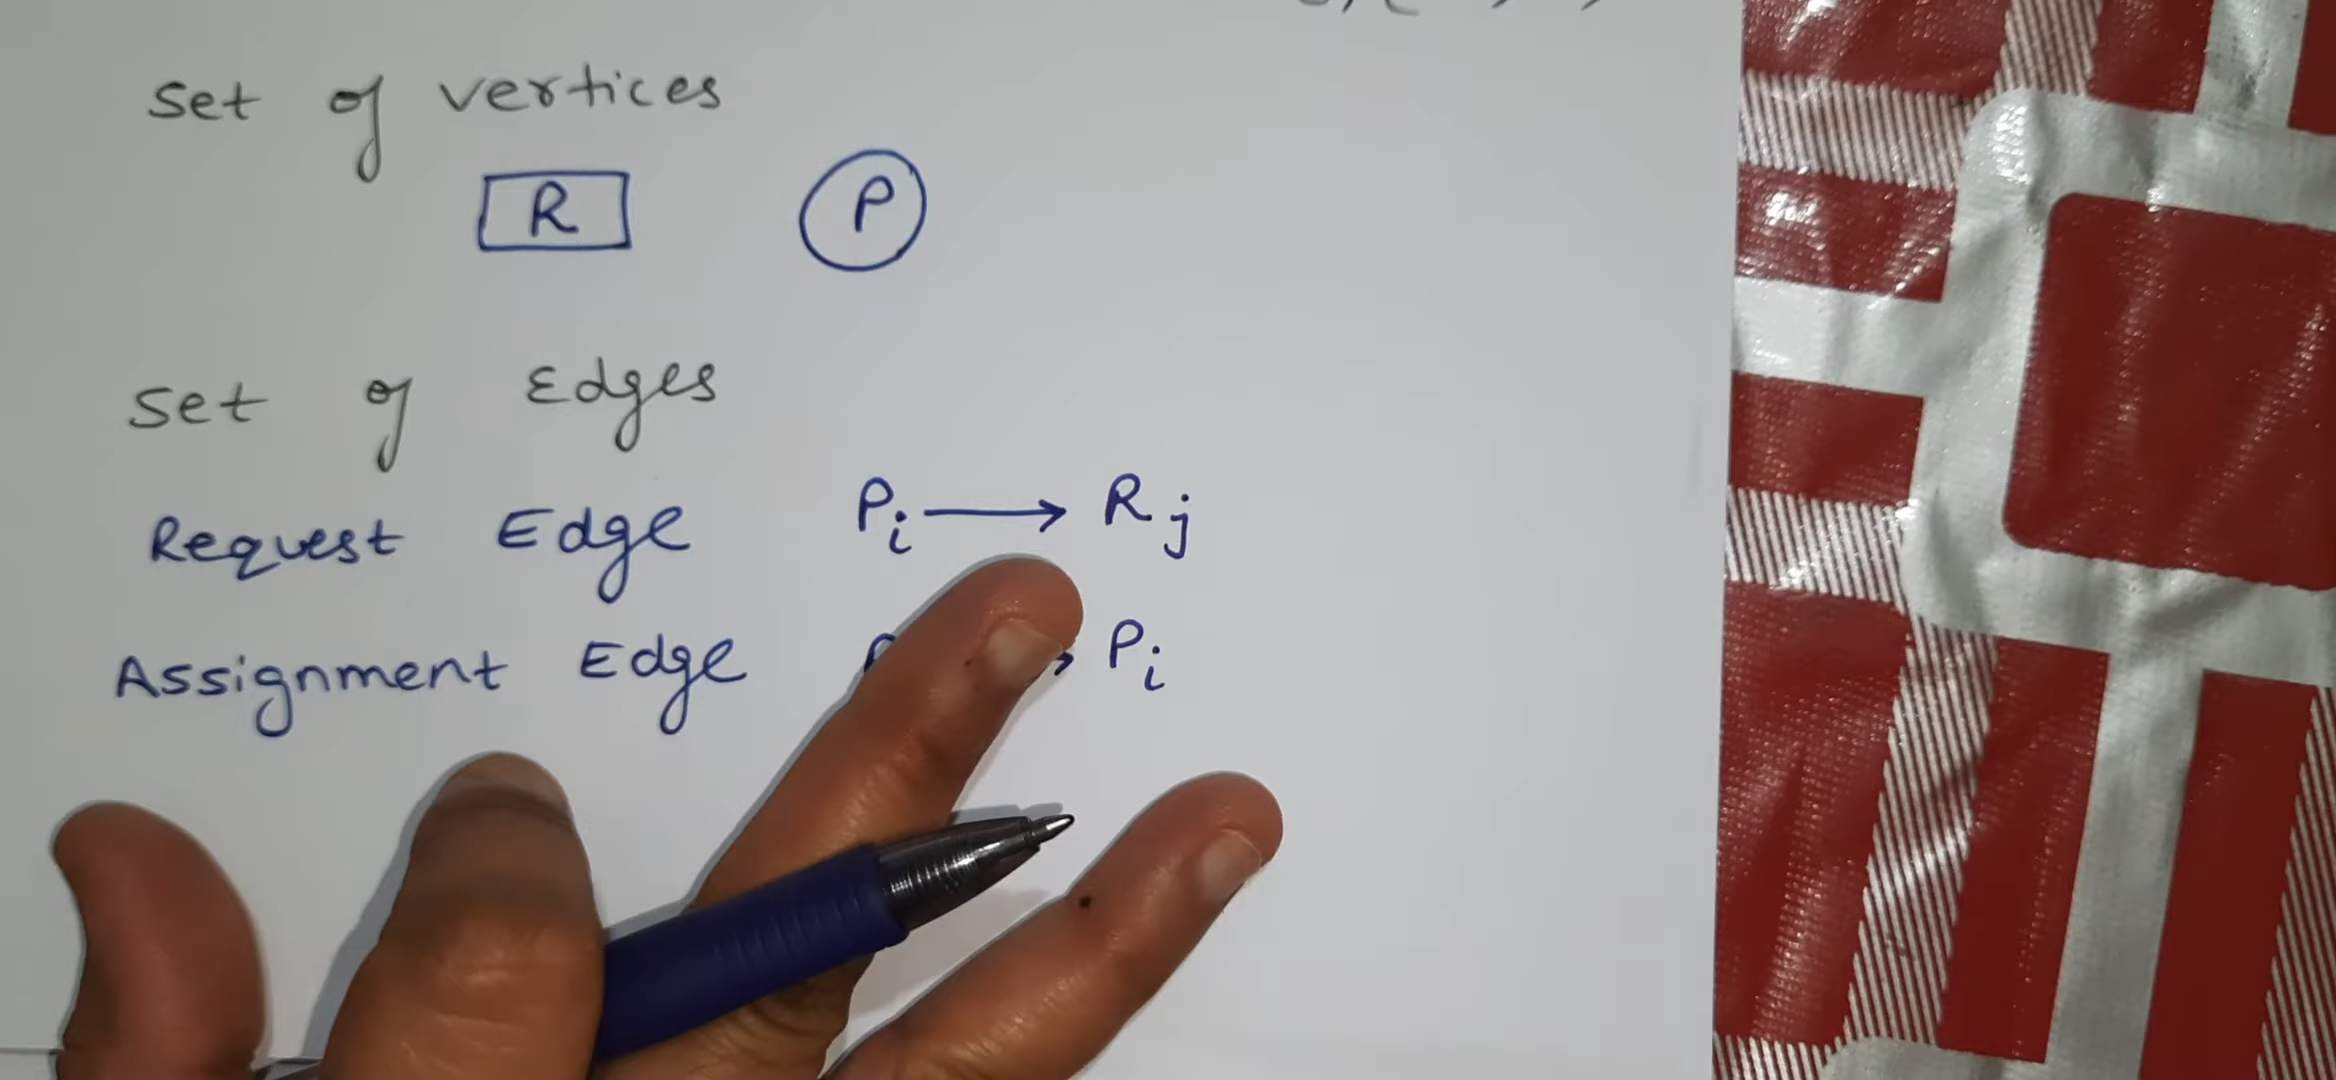 Set of vertices
R P
Set of Edges
Request Edge Pi → Rj
Assignment Edge → Pi